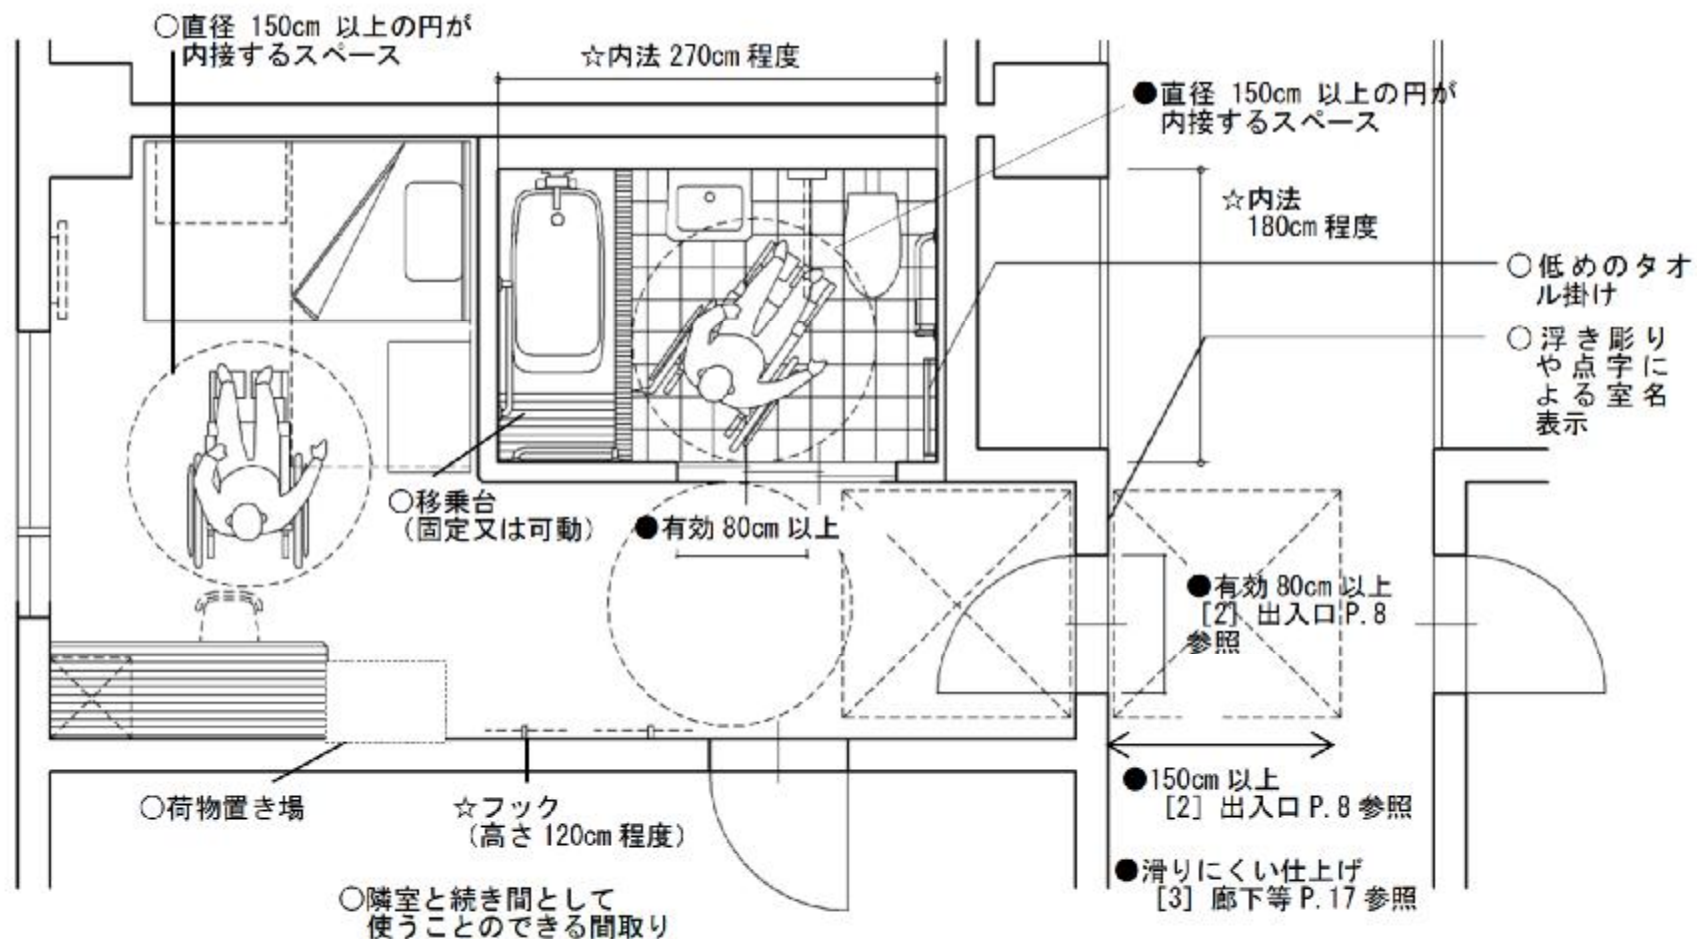 ○直径 150cm 以上の円が
内接するスペース
☆内法 270cm 程度
●直径 150cm 以上の円が
内接するスペース
☆内法
180cm 程度
○低めのタオ
ル掛け
○浮き彫り
や点字に
よる室名
表示
○移乗台
(固定又は可動)
●有効 80cm 以上
●有効 80cm 以上
[2] 出入口 P.8
参照
○荷物置き場
☆フック
(高さ 120cm 程度)
●150cm 以上
[2] 出入口 P.8 参照
●滑りにくい仕上げ
[3] 廊下等 P.17 参照
○隣室と続き間として
使うことのできる間取り